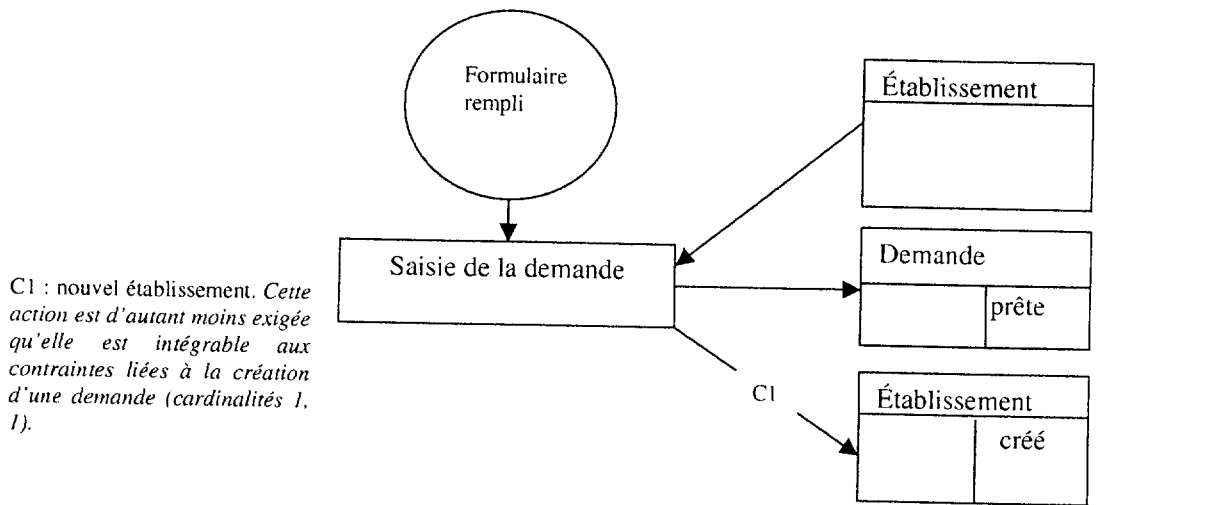 Formulaire
rempli
Établissement
Saisie de la demande
Demande
prête
C1 : nouvel établissement. Cette
action est d'autant moins exigée
qu'elle est intégrable aux
contraintes liées à la création
d'une demande (cardinalités 1,
1).
C1
Établissement
créé